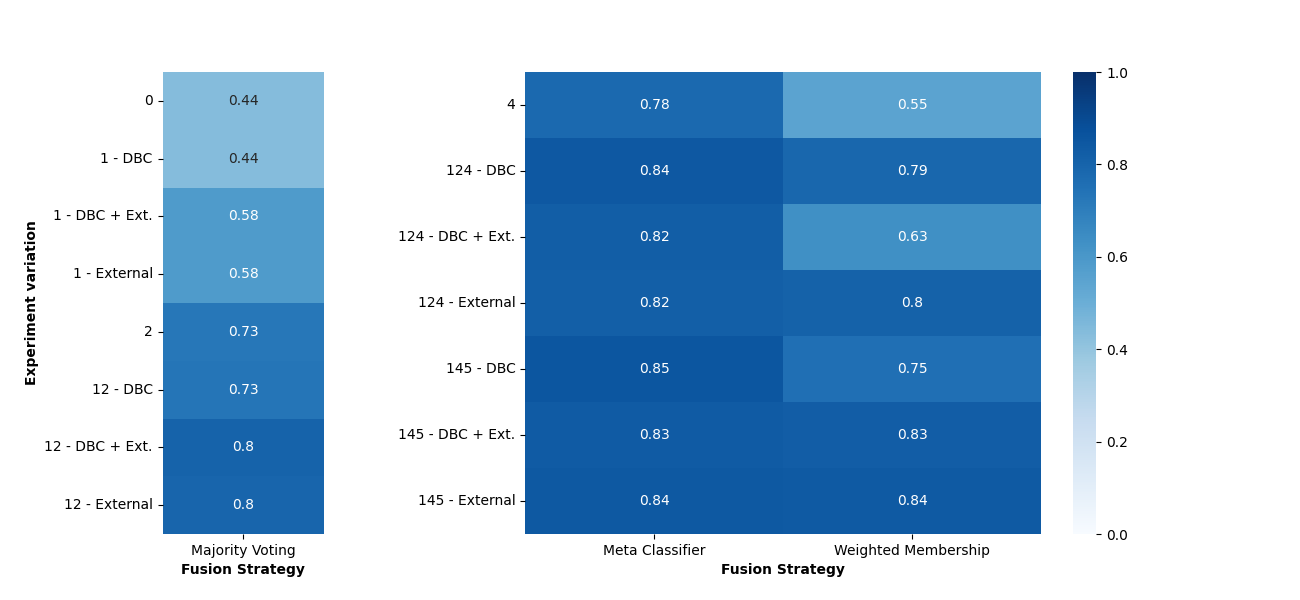 Experiment variation
0
0.44
1 - DBC
0.44
1 - DBC + Ext.
0.58
1 - External
0.58
2
0.73
12 - DBC
0.73
12 - DBC + Ext.
0.8
12 - External
0.8
Majority Voting
Fusion Strategy
4
0.78
0.55
124 - DBC
0.84
0.79
124 - DBC + Ext.
0.82
0.63
124 - External
0.82
0.8
145 - DBC
0.85
0.75
145 - DBC + Ext.
0.83
0.83
145 - External
0.84
0.84
Meta Classifier
Weighted Membership
Fusion Strategy
1.0
0.8
0.6
0.4
0.2
0.0